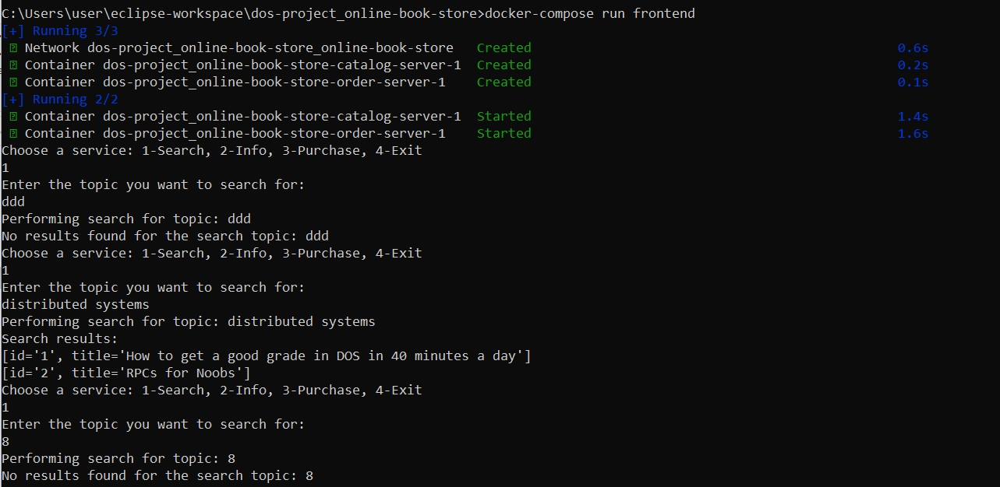 C:\Users\user\eclipse-workspace\dos-project_online-book-store>docker-compose run frontend
[+] Running 3/3
Network dos-project_online-book-store_online-book-store Created 0.6s
Container dos-project_online-book-store-catalog-server-1 Created 0.2s
Container dos-project_online-book-store-order-server-1 Created 0.1s
[+] Running 2/2
Container dos-project_online-book-store-catalog-server-1 Started 1.4s
Container dos-project_online-book-store-order-server-1 Started 1.6s
Choose a service: 1-Search, 2-Info, 3-Purchase, 4-Exit
1
Enter the topic you want to search for:
ddd
Performing search for topic: ddd
No results found for the search topic: ddd
Choose a service: 1-Search, 2-Info, 3-Purchase, 4-Exit
1
Enter the topic you want to search for:
distributed systems
Performing search for topic: distributed systems
Search results:
[id='1', title='How to get a good grade in DOS in 40 minutes a day']
[id='2', title='RPCs for Noobs']
Choose a service: 1-Search, 2-Info, 3-Purchase, 4-Exit
1
Enter the topic you want to search for:
8
Performing search for topic: 8
No results found for the search topic: 8